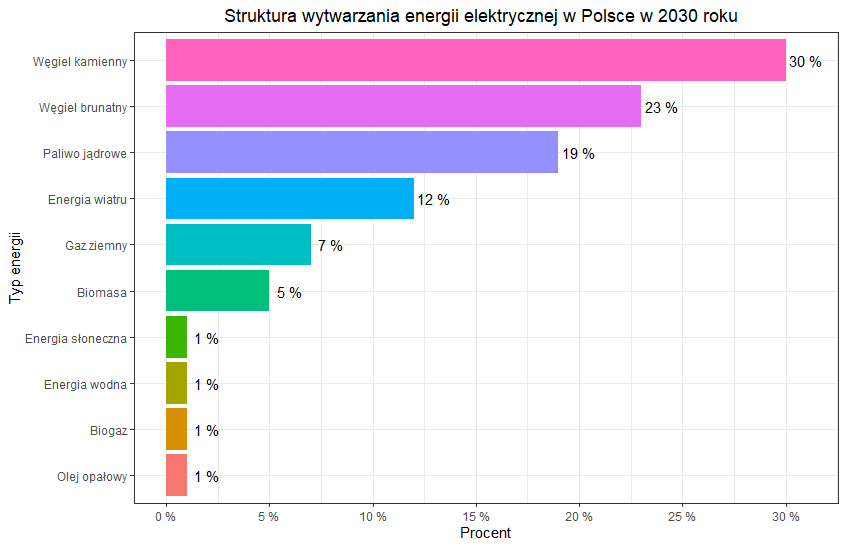 Struktura wytwarzania energii elektrycznej w Polsce w 2030 roku
Typ energii
Węgiel kamienny 30 %
Węgiel brunatny 23 %
Paliwo jądrowe 19 %
Energia wiatru 12 %
Gaz ziemny 7 %
Biomasa 5 %
Energia słoneczna 1 %
Energia wodna 1 %
Biogaz 1 %
Olej opałowy 1 %
0 % 5 % 10 % 15 % 20 % 25 % 30 %
Procent